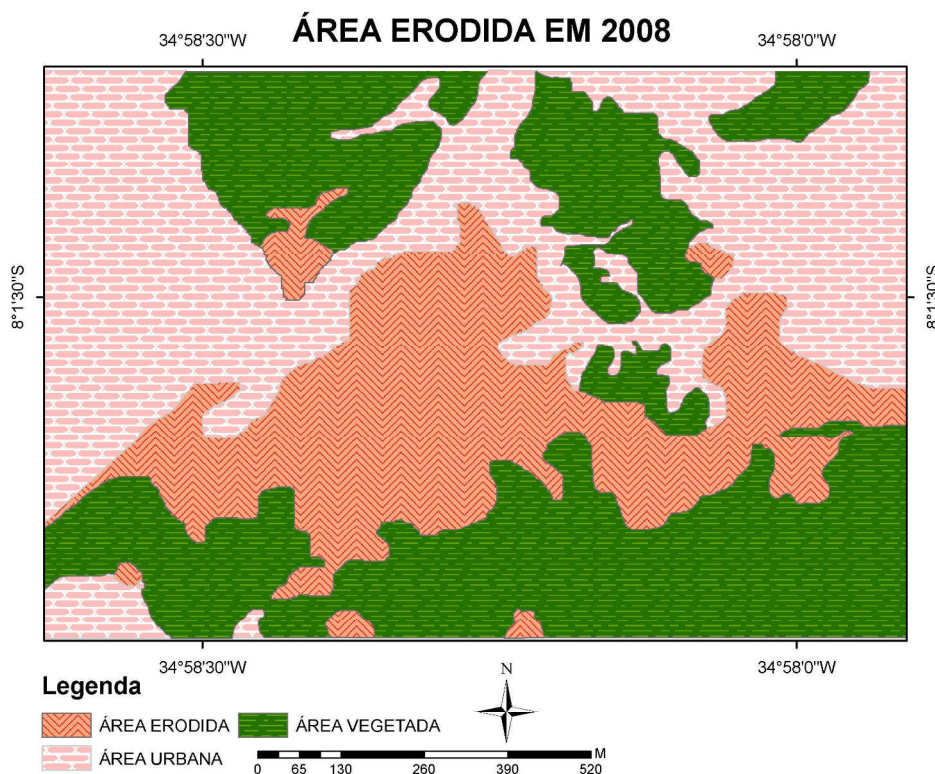 ÁREA ERODIDA EM 2008
34°58'30"W 34°58'0"W
8°1'30"S 8°1'30"S
34°58'30"W 34°58'0"W
N
Legenda
ÁREA ERODIDA ÁREA VEGETADA
ÁREA URBANA
M
0 65 130 260 390 520